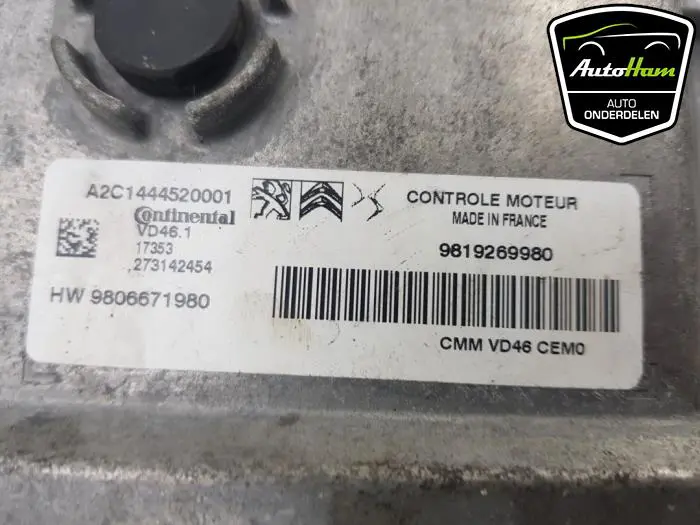 AutoHam
AUTO
ONDERDELEN
A2C1444520001
Continental
VD46.1
17353
,273142454
HW 9806671980
CONTROLE MOTEUR
MADE IN FRANCE
9819269980
CMM VD46 CEM0